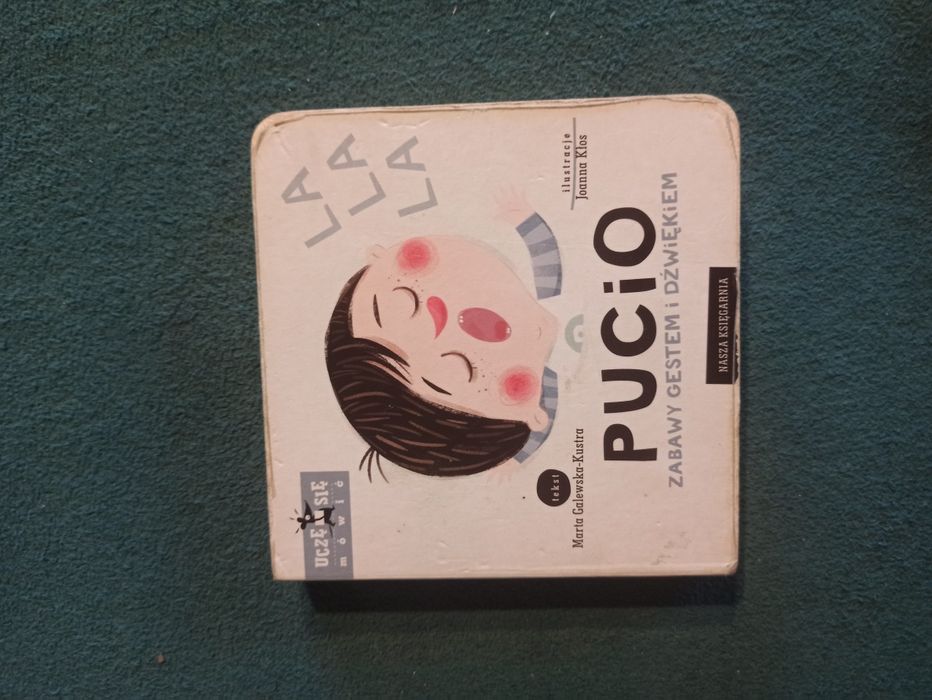 UCZĘ SIĘ
mówić
LA
LA
LA
tekst
Marta Galewska-Kustra
ilustracje
Joanna Kłos
PUCiO
ZABAWY GESTEM i DŹWiĘKiEM
NASZA KSIĘGARNIA